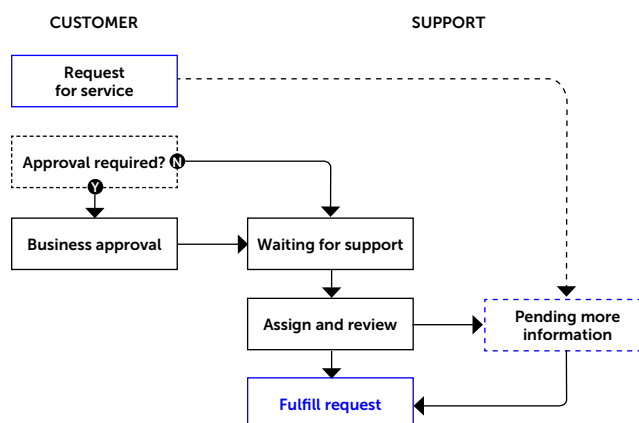 CUSTOMER
SUPPORT
Request
for service
Approval required?
N
Y
Business approval
Waiting for support
Assign and review
Pending more
information
Fulfill request